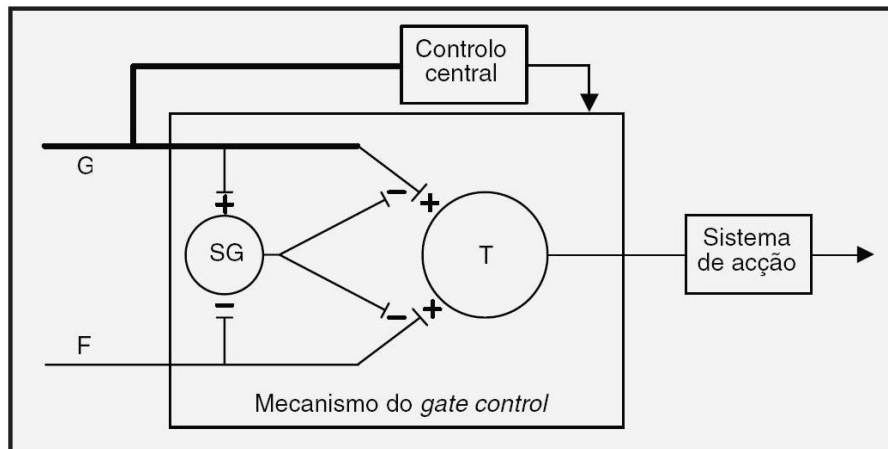 Controlo
central
G
+
-
+
SG
T
Sistema
de acção
-
-
+
F
Mecanismo do gate control